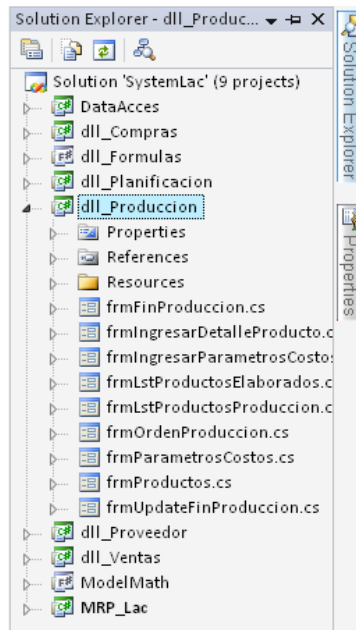 Solution Explorer - dll_Produc...
Solution 'SystemLac' (9 projects)
DataAcces
dll_Compras
dll_Formulas
dll_Planificacion
dll_Produccion
Properties
References
Resources
frmFinProduccion.cs
frmIngresarDetalleProducto.c
frmIngresarParametrosCostos
frmLstProductosElaborados.c
frmLstProductosProduccion.c
frmOrdenProduccion.cs
frmParametrosCostos.cs
frmProductos.cs
frmUpdateFinProduccion.cs
dll_Proveedor
dll_Ventas
ModelMath
MRP_Lac
Solution Explorer
Properties